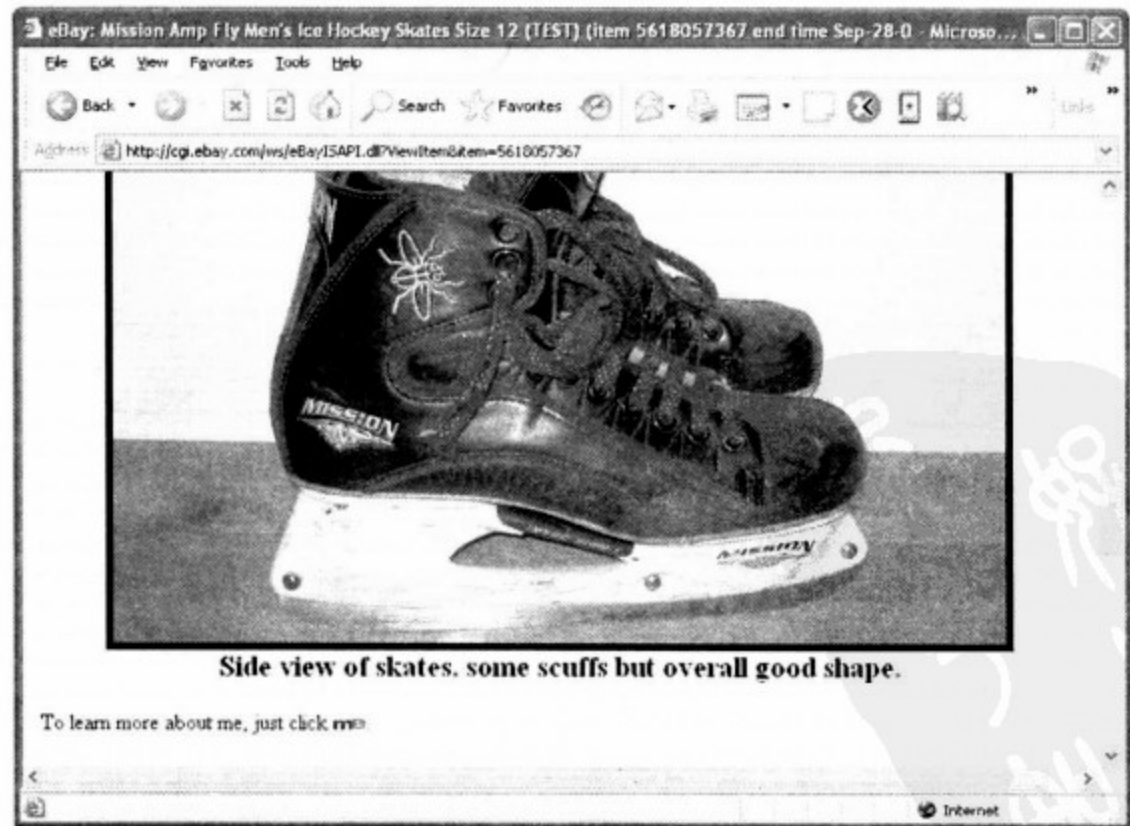 eBay: Mission Amp Fly Men's Ice Hockey Skates Size 12 (TEST) (item 5618057367 end time Sep-28-0 - Microso...
File Edit View Favorites Tools Help
Back Search Favorites Links
Address http://cgi.ebay.com/ws/eBayISAPI.dll?ViewItem&item=5618057367
MISSION
MISSION
Side view of skates. some scuffs but overall good shape.
To learn more about me, just click me.
Internet